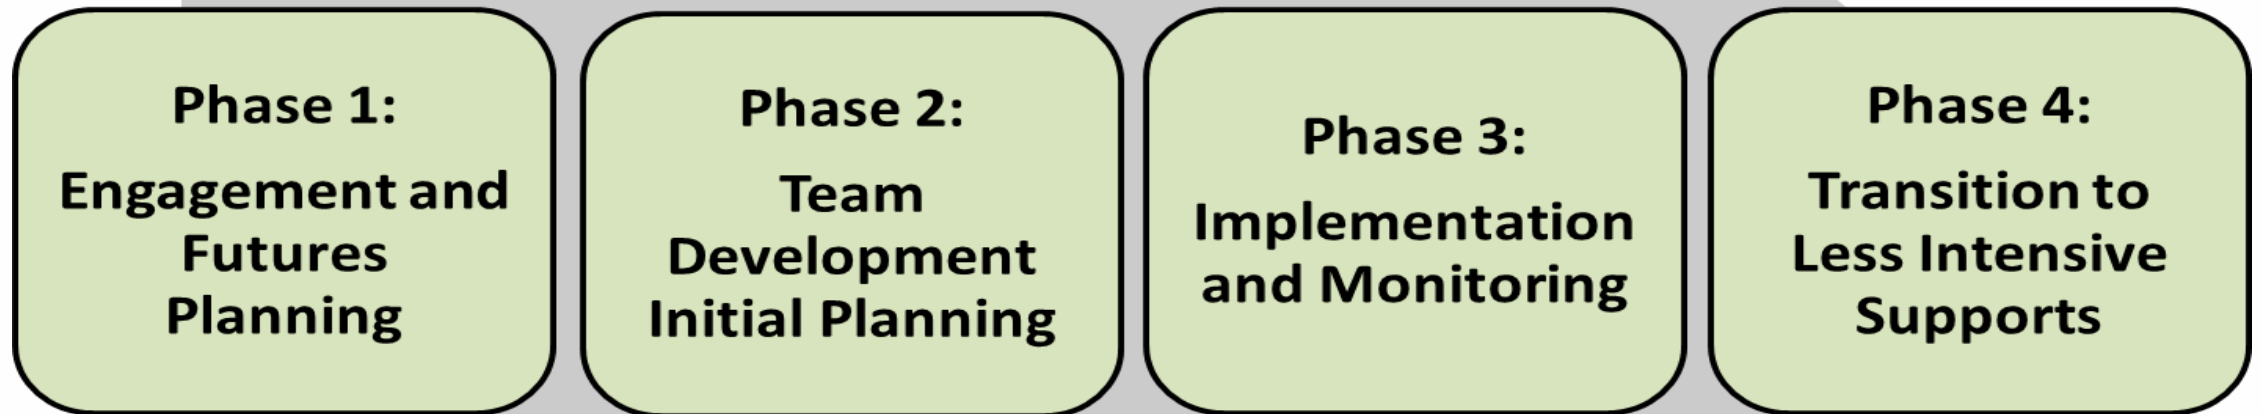 Phase 1:
Engagement and
Futures
Planning
Phase 2:
Team
Development
Initial Planning
Phase 3:
Implementation
and Monitoring
Phase 4:
Transition to
Less Intensive
Supports